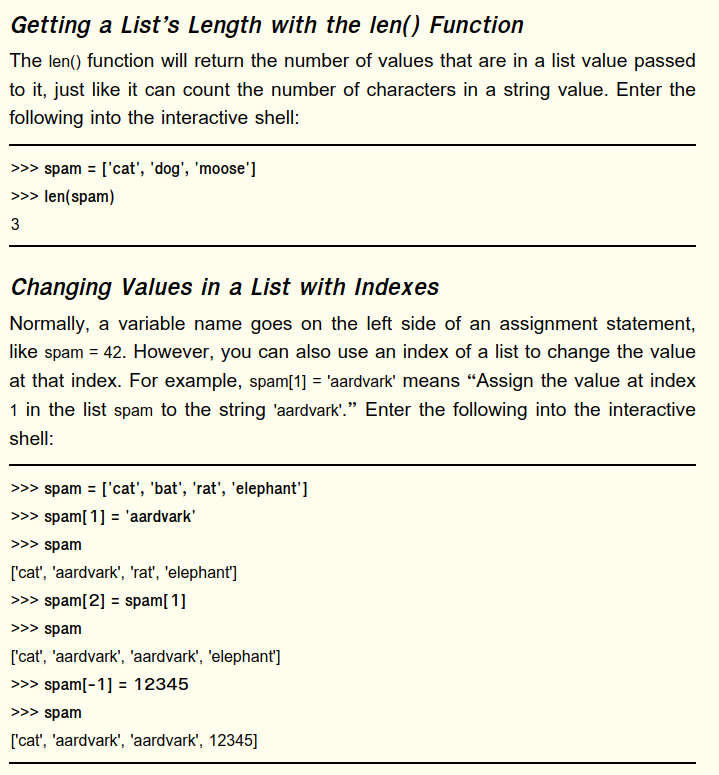 Getting a List’s Length with the len() Function
The len() function will return the number of values that are in a list value passed
to it, just like it can count the number of characters in a string value. Enter the
following into the interactive shell:
>>> spam = ['cat', 'dog', 'moose']
>>> len(spam)
3
Changing Values in a List with Indexes
Normally, a variable name goes on the left side of an assignment statement,
like spam = 42. However, you can also use an index of a list to change the value
at that index. For example, spam[1] = 'aardvark' means “Assign the value at index
1 in the list spam to the string 'aardvark'.” Enter the following into the interactive
shell:
>>> spam = ['cat', 'bat', 'rat', 'elephant']
>>> spam[1] = 'aardvark'
>>> spam
['cat', 'aardvark', 'rat', 'elephant']
>>> spam[2] = spam[1]
>>> spam
['cat', 'aardvark', 'aardvark', 'elephant']
>>> spam[-1] = 12345
>>> spam
['cat', 'aardvark', 'aardvark', 12345]